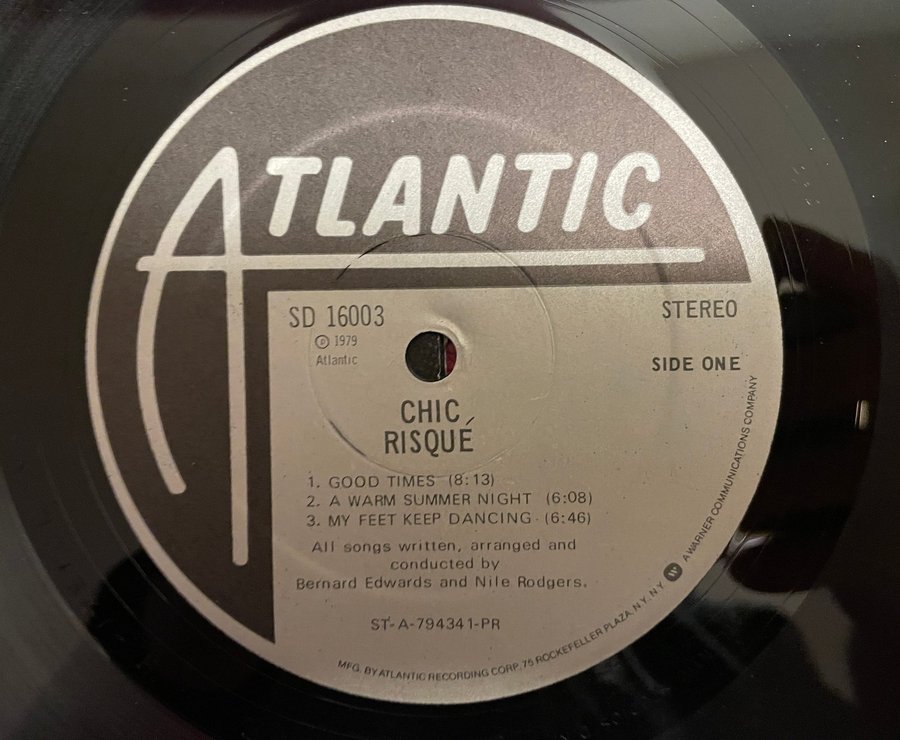 ATLANTIC
SD 16003
STEREO
Ⓟ 1979
Atlantic
SIDE ONE
CHIC
RISQUÉ
1. GOOD TIMES (8:13)
2. A WARM SUMMER NIGHT (6:08)
3. MY FEET KEEP DANCING (6:46)
All songs written, arranged and
conducted by
Bernard Edwards and Nile Rodgers.
ST-A-794341-PR
MFG. BY ATLANTIC RECORDING CORP. 75 ROCKEFELLER PLAZA, N.Y. N.Y. W A WARNER COMMUNICATIONS COMPANY